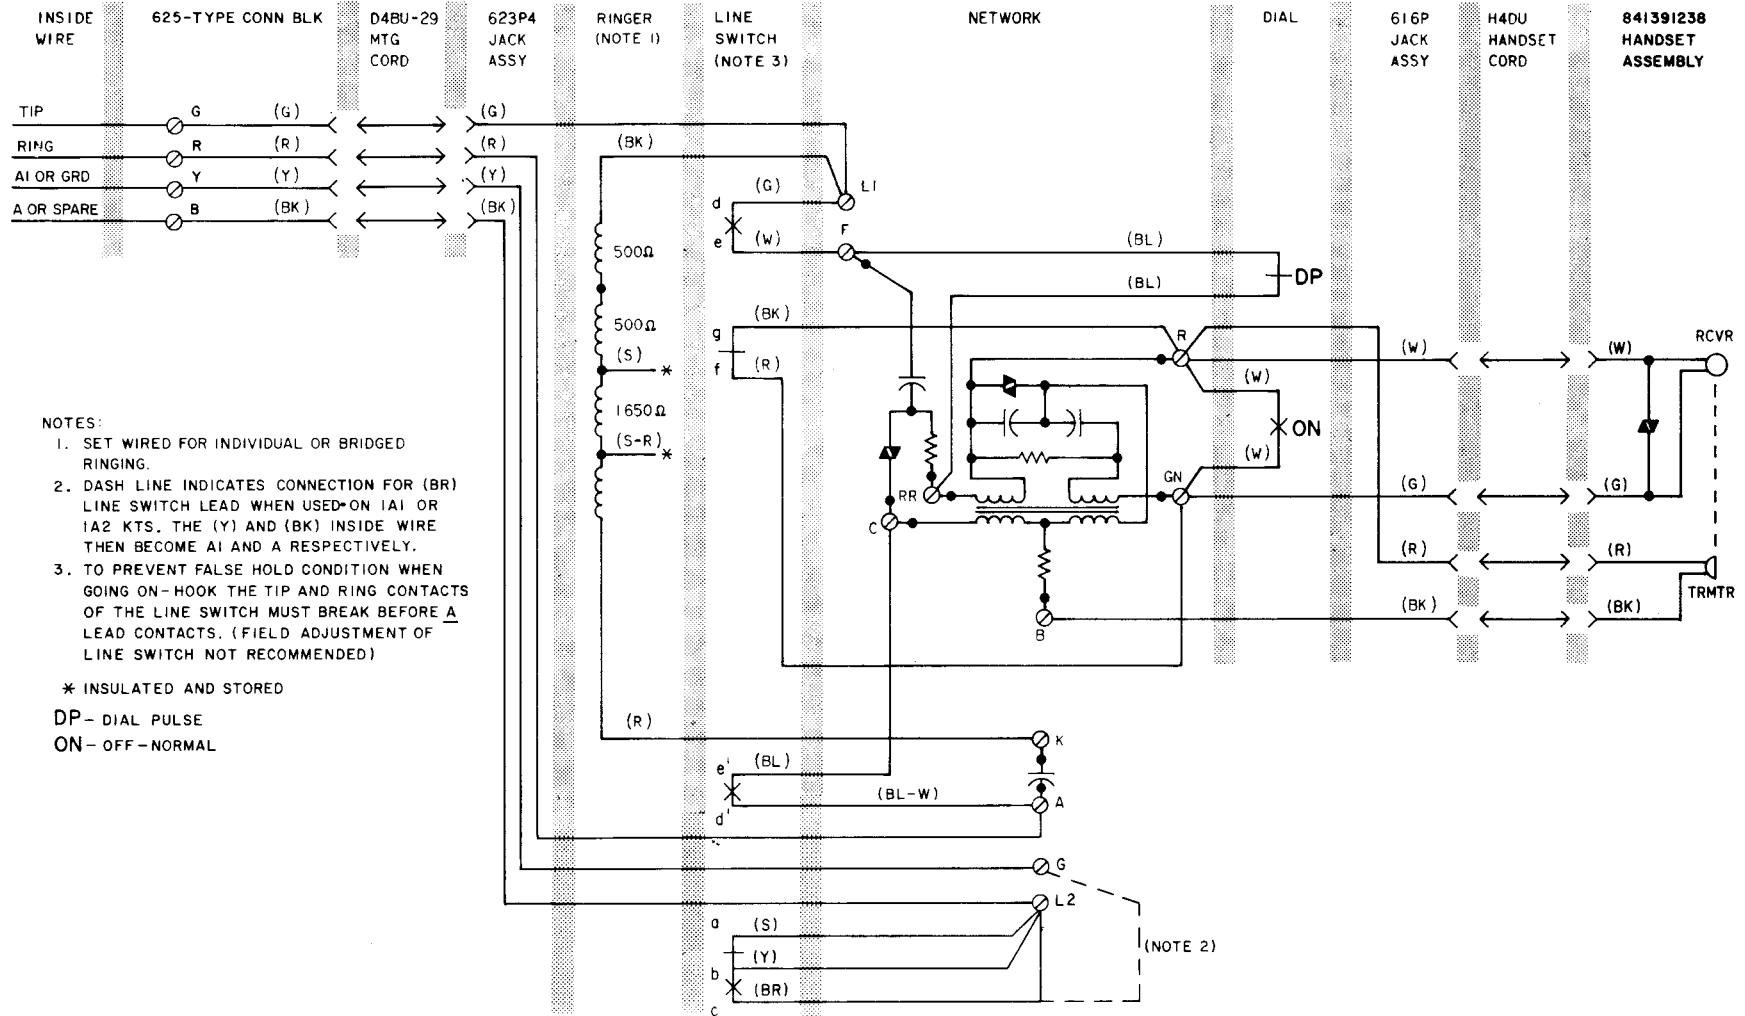 INSIDE
WIRE
625-TYPE CONN BLK
D4BU-29
MTG
CORD
623P4
JACK
ASSY
RINGER
(NOTE 1)
LINE
SWITCH
(NOTE 3)
NETWORK
DIAL
616P
JACK
ASSY
H4DU
HANDSET
CORD
841391238
HANDSET
ASSEMBLY
TIP
G
(G)
(G)
RING
R
(R)
(R)
A1 OR GRD
Y
(Y)
(Y)
A OR SPARE
B
(BK)
(BK)
(BK)
L1
(G)
d
e
(W)
F
(BL)
DP
(BL)
500Ω
500Ω
(S)
*
1650Ω
(S-R)
*
(BK)
g
f
(R)
R
(W)
(W)
RCVR
(W)
ON
(W)
GN
(G)
(G)
RR
C
(R)
(R)
TRMTR
(BK)
(BK)
B
NOTES:
1. SET WIRED FOR INDIVIDUAL OR BRIDGED
RINGING.
2. DASH LINE INDICATES CONNECTION FOR (BR)
LINE SWITCH LEAD WHEN USED ON 1A1 OR
1A2 KTS. THE (Y) AND (BK) INSIDE WIRE
THEN BECOME A1 AND A RESPECTIVELY.
3. TO PREVENT FALSE HOLD CONDITION WHEN
GOING ON-HOOK THE TIP AND RING CONTACTS
OF THE LINE SWITCH MUST BREAK BEFORE A
LEAD CONTACTS. (FIELD ADJUSTMENT OF
LINE SWITCH NOT RECOMMENDED)
* INSULATED AND STORED
DP- DIAL PULSE
ON- OFF-NORMAL
(R)
K
e'
(BL)
(BL-W)
A
d'
G
L2
a
(S)
(Y)
b
(BR)
c
(NOTE 2)